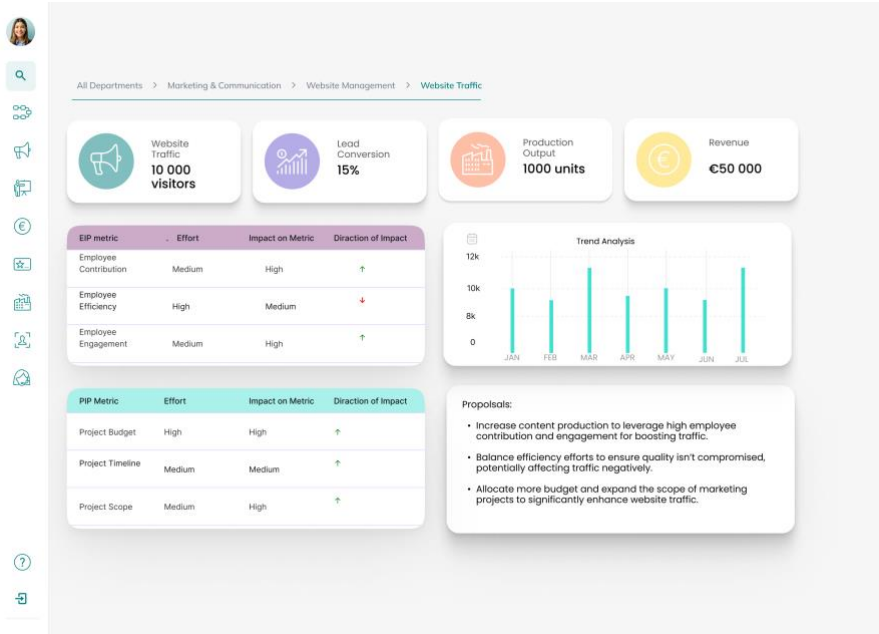 All Departments > Marketing & Communication > Website Management > Website Traffic
Website
Traffic
10 000
visitors
Lead
Conversion
15%
Production
Output
1000 units
Revenue
€50 000
EIP metric . Effort Impact on Metric Diraction of Impact
Employee
Contribution Medium High ↑
Employee
Efficiency High Medium ↓
Employee
Engagement Medium High ↑
Trend Analysis
12k
10k
8k
0
JAN FEB MAR APR MAY JUN JUL
PIP Metric Effort Impact on Metric Diraction of Impact
Project Budget High High ↑
Project Timeline Medium Medium ↑
Project Scope Medium High ↑
Propolsals:
• Increase content production to leverage high employee
contribution and engagement for boosting traffic.
• Balance efficiency efforts to ensure quality isn't compromised,
potentially affecting traffic negatively.
• Allocate more budget and expand the scope of marketing
projects to significantly enhance website traffic.